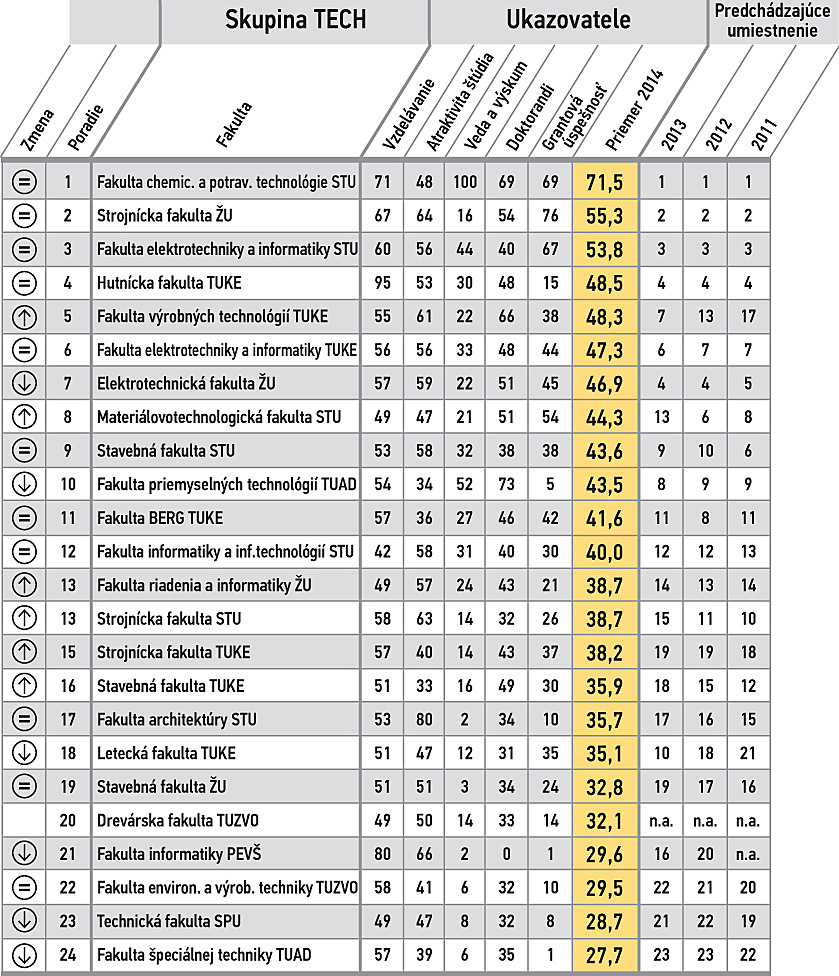 Skupina TECH Ukazovatele Predchádzajúce
umiestnenie
Zmena Poradie Fakulta Vzdelávanie Atraktivita štúdia Veda a výskum Doktorandi Grantová úspešnosť Priemer 2014 2013 2012 2011
= 1 Fakulta chemic. a potrav. technológie STU 71 48 100 69 69 71,5 1 1 1
= 2 Strojnícka fakulta ŽU 67 64 16 54 76 55,3 2 2 2
= 3 Fakulta elektrotechniky a informatiky STU 60 56 44 40 67 53,8 3 3 3
= 4 Hutnícka fakulta TUKE 95 53 30 48 15 48,5 4 4 4
↑ 5 Fakulta výrobných technológií TUKE 55 61 22 66 38 48,3 7 13 17
= 6 Fakulta elektrotechniky a informatiky TUKE 56 56 33 48 44 47,3 6 7 7
↓ 7 Elektrotechnická fakulta ŽU 57 59 22 51 45 46,9 4 4 5
↑ 8 Materiálovotechnologická fakulta STU 49 47 21 51 54 44,3 13 6 8
= 9 Stavebná fakulta STU 53 58 32 38 38 43,6 9 10 6
↓ 10 Fakulta priemyselných technológií TUAD 54 34 52 73 5 43,5 8 9 9
= 11 Fakulta BERG TUKE 57 36 27 46 42 41,6 11 8 11
= 12 Fakulta informatiky a inf.technológií STU 42 58 31 40 30 40,0 12 12 13
↑ 13 Fakulta riadenia a informatiky ŽU 49 57 24 43 21 38,7 14 13 14
↑ 13 Strojnícka fakulta STU 58 63 14 32 26 38,7 15 11 10
↑ 15 Strojnícka fakulta TUKE 57 40 14 43 37 38,2 19 19 18
↑ 16 Stavebná fakulta TUKE 51 33 16 49 30 35,9 18 15 12
= 17 Fakulta architektúry STU 53 80 2 34 10 35,7 17 16 15
↓ 18 Letecká fakulta TUKE 51 47 12 31 35 35,1 10 18 21
= 19 Stavebná fakulta ŽU 51 51 3 34 24 32,8 19 17 16
20 Drevárska fakulta TUZVO 49 50 14 33 14 32,1 n.a. n.a. n.a.
↓ 21 Fakulta informatiky PEVŠ 80 66 2 0 1 29,6 16 20 n.a.
= 22 Fakulta environ. a výrob. techniky TUZVO 58 41 6 32 10 29,5 22 21 20
↓ 23 Technická fakulta SPU 49 47 8 32 8 28,7 21 22 19
↓ 24 Fakulta špeciálnej techniky TUAD 57 39 6 35 1 27,7 23 23 22